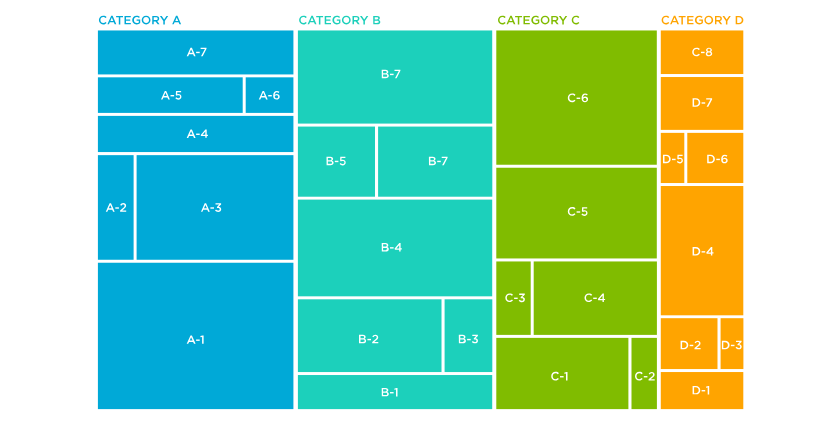 CATEGORY A
CATEGORY B
CATEGORY C
CATEGORY D
A-7
A-5
A-6
A-4
A-2
A-3
A-1
B-7
B-5
B-7
B-4
B-2
B-3
B-1
C-6
C-5
C-3
C-4
C-1
C-2
C-8
D-7
D-5
D-6
D-4
D-2
D-3
D-1